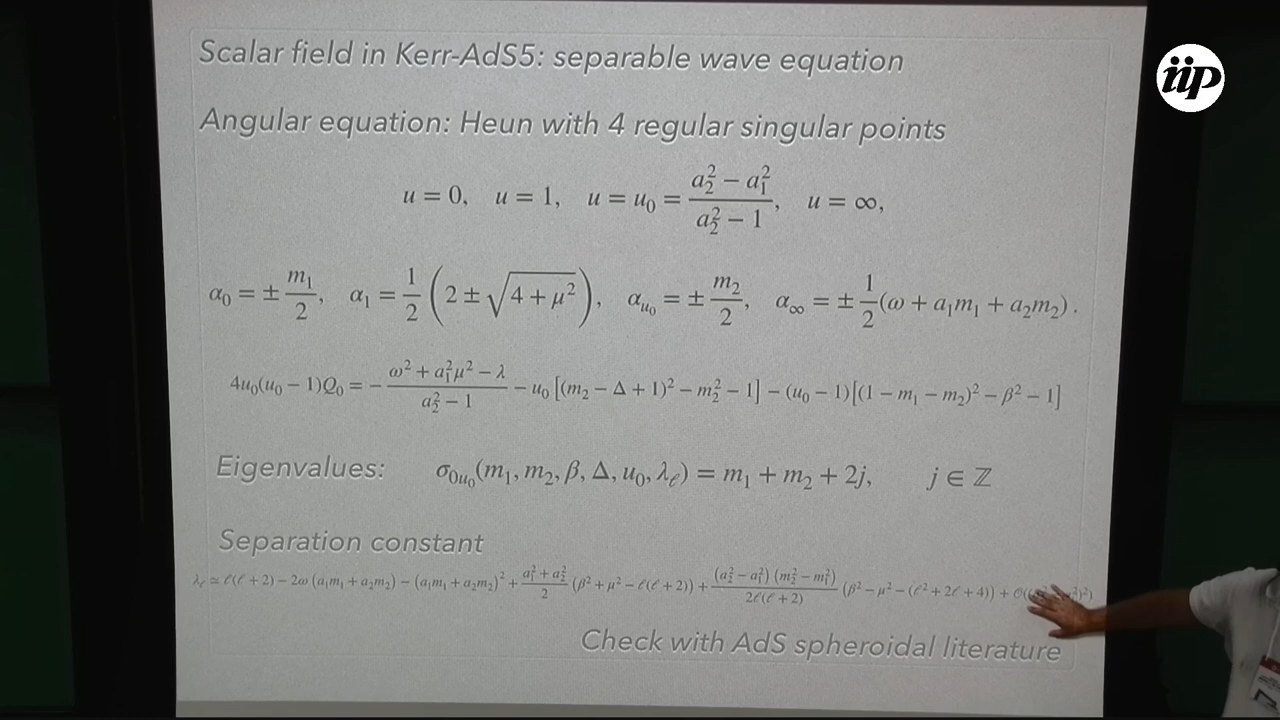 iip
Scalar field in Kerr-AdS5: separable wave equation
Angular equation: Heun with 4 regular singular points
u = 0, u = 1, u = u₀ = (a₂² − a₁²)/(a₂² − 1), u = ∞,
α₀ = ± m₁/2, α₁ = 1/2 (2 ± √(4 + μ²)), α_{u₀} = ± m₂/2, α_∞ = ± 1/2 (ω + a₁m₁ + a₂m₂).
4u₀(u₀ − 1)Q₀ = − (ω² + a₁²μ² − λ)/(a₂² − 1) − u₀ [(m₂ − Δ + 1)² − m₂² − 1] − (u₀ − 1)[(1 − m₁ − m₂)² − β² − 1]
Eigenvalues: σ_{0u₀}(m₁, m₂, β, Δ, u₀, λ_ℓ) = m₁ + m₂ + 2j, j ∈ ℤ
Separation constant
λ_ℓ ≃ ℓ(ℓ + 2) − 2ω (a₁m₁ + a₂m₂) − (a₁m₁ + a₂m₂)² + (a₁² + a₂²)/2 (β² + μ² − ℓ(ℓ + 2)) + (a₂² − a₁²)(m₂² − m₁²)/(2ℓ(ℓ + 2)) (β² − μ² − (ℓ² + 2ℓ + 4)) + 𝒪((
Check with AdS spheroidal literature